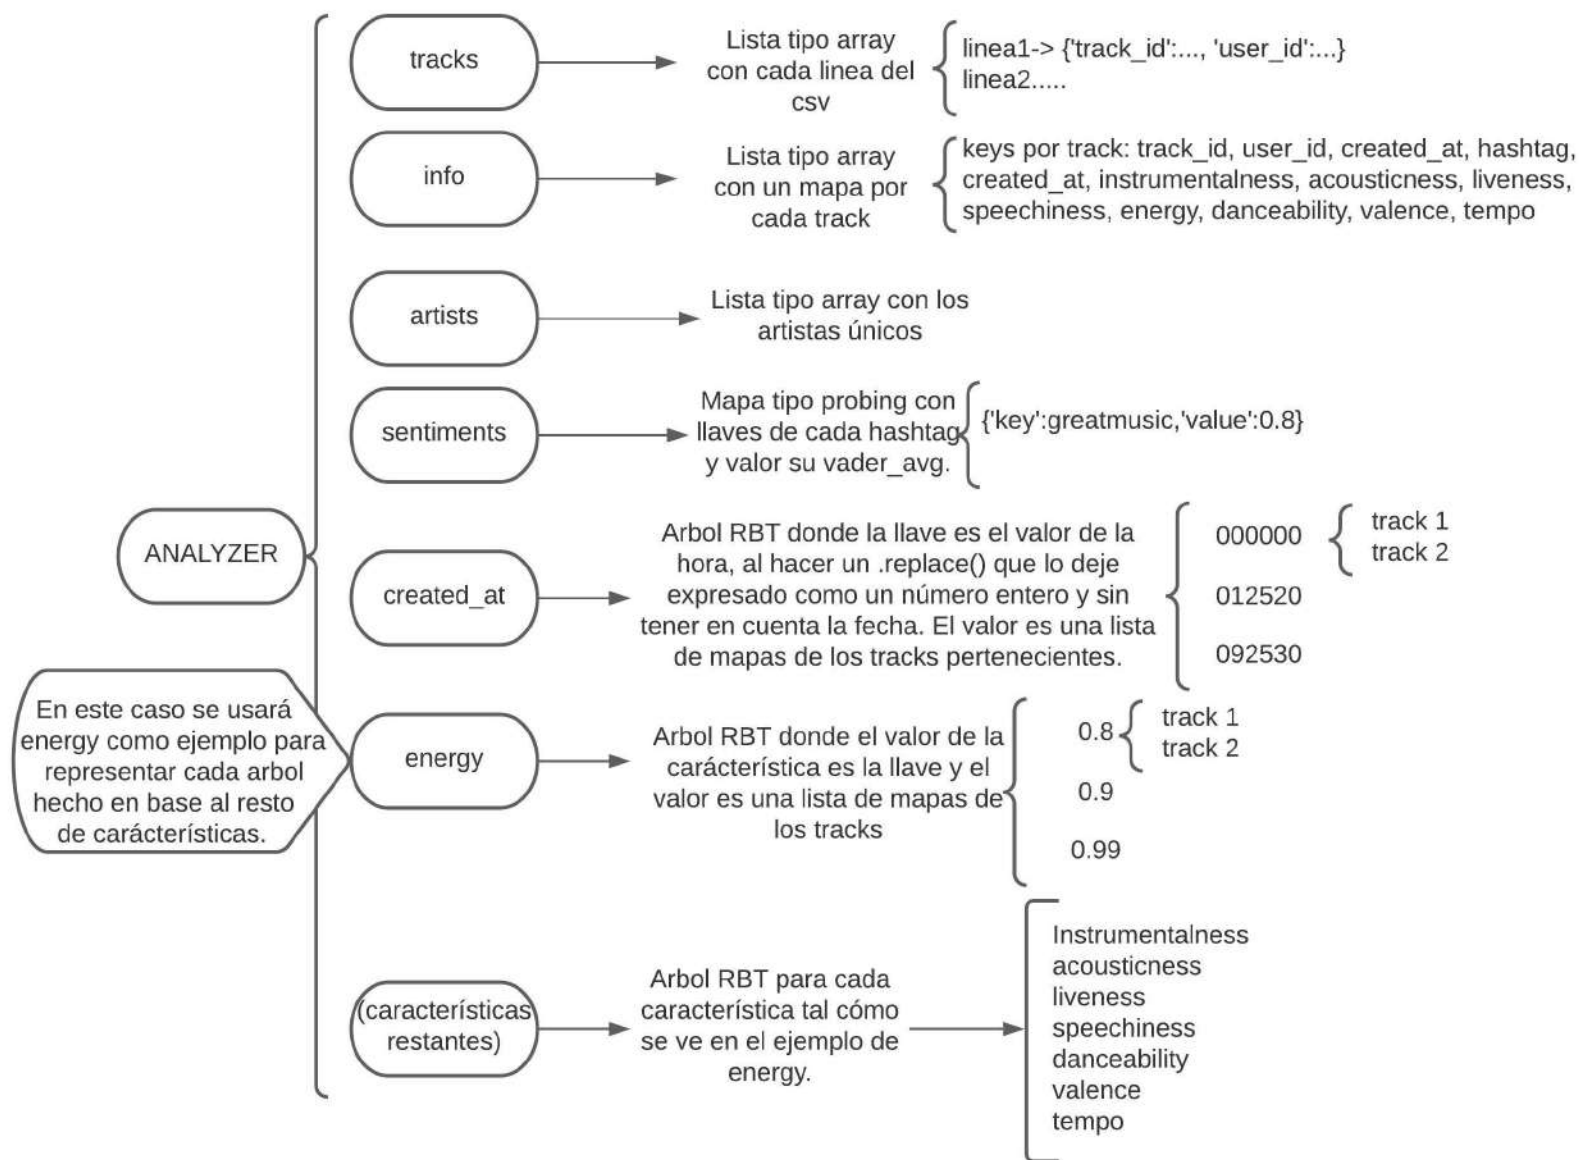 tracks
Lista tipo array
con cada linea del
csv
linea1-> {'track_id':..., 'user_id':...}
linea2.....
info
Lista tipo array
con un mapa por
cada track
keys por track: track_id, user_id, created_at, hashtag,
created_at, instrumentalness, acousticness, liveness,
speechiness, energy, danceability, valence, tempo
artists
Lista tipo array con los
artistas únicos
sentiments
Mapa tipo probing con
llaves de cada hashtag
y valor su vader_avg.
{'key':greatmusic,'value':0.8}
ANALYZER
created_at
Arbol RBT donde la llave es el valor de la
hora, al hacer un .replace() que lo deje
expresado como un número entero y sin
tener en cuenta la fecha. El valor es una lista
de mapas de los tracks pertenecientes.
000000
track 1
track 2
012520
092530
En este caso se usará
energy como ejemplo para
representar cada arbol
hecho en base al resto
de carácterísticas.
energy
Arbol RBT donde el valor de la
carácterística es la llave y el
valor es una lista de mapas de
los tracks
0.8
track 1
track 2
0.9
0.99
(características
restantes)
Arbol RBT para cada
característica tal cómo
se ve en el ejemplo de
energy.
Instrumentalness
acousticness
liveness
speechiness
danceability
valence
tempo